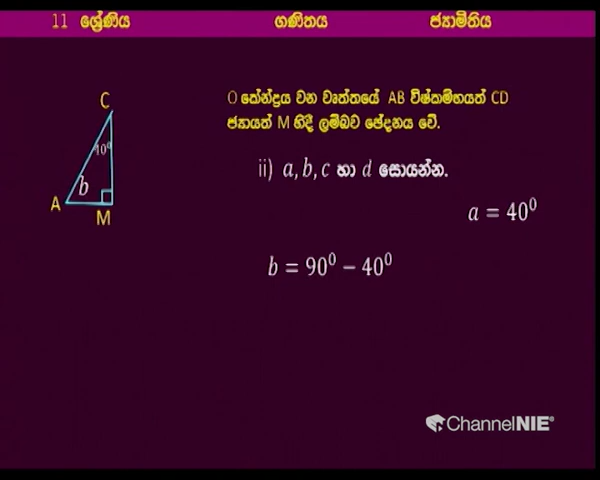 11 ශ්‍රේණිය ගණිතය ජ්‍යාමිතිය
O කේන්ද්‍රය වන වෘත්තයේ AB විෂ්කම්භයත් CD
ජ්‍යායත් M හිදී ලම්බව ඡේදනය වේ.
ii) a, b, c හා d සොයන්න.
a = 40⁰
b = 90⁰ − 40⁰
C
40⁰
b
A
M
ChannelNIE